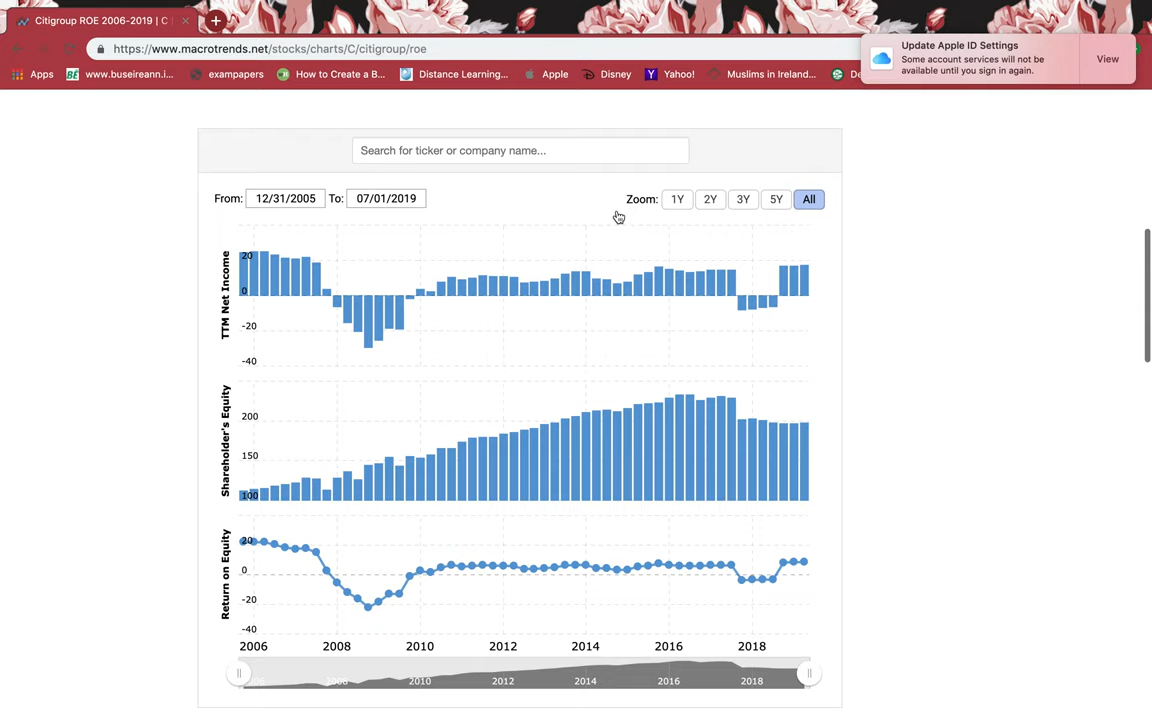 Citigroup ROE 2006-2019 | C
https://www.macrotrends.net/stocks/charts/C/citigroup/roe
Update Apple ID Settings
Some account services will not be
available until you sign in again.
View
Apps
www.buseireann.i...
exampapers
How to Create a B...
Distance Learning...
Apple
Disney
Yahoo!
Muslims in Ireland...
Search for ticker or company name...
From: 12/31/2005 To: 07/01/2019
Zoom: 1Y 2Y 3Y 5Y All
TTM Net Income
20
0
-20
-40
Shareholder's Equity
200
150
100
Return on Equity
20
0
-20
-40
2006 2008 2010 2012 2014 2016 2018
2008 2010 2012 2014 2016 2018